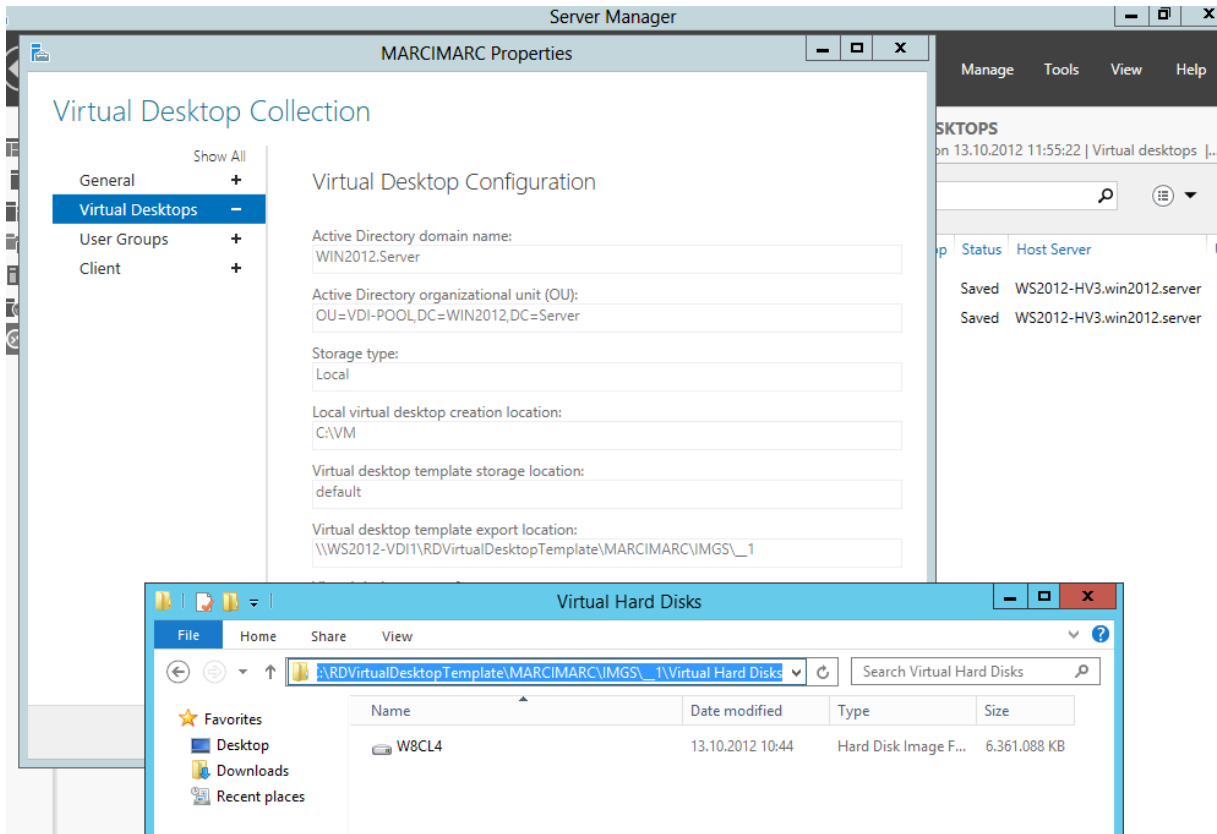 Server Manager
MARCIMARC Properties
Manage Tools View Help
Virtual Desktop Collection
SKTOPS
on 13.10.2012 11:55:22 | Virtual desktops |...
Show All
General +
Virtual Desktops −
User Groups +
Client +
Virtual Desktop Configuration
Active Directory domain name:
WIN2012.Server
Active Directory organizational unit (OU):
OU=VDI-POOL,DC=WIN2012,DC=Server
Storage type:
Local
Local virtual desktop creation location:
C:\VM
Virtual desktop template storage location:
default
Virtual desktop template export location:
\\WS2012-VDI1\RDVirtualDesktopTemplate\MARCIMARC\IMGS\__1
Status Host Server
Saved WS2012-HV3.win2012.server
Saved WS2012-HV3.win2012.server
Virtual Hard Disks
File Home Share View
:\RDVirtualDesktopTemplate\MARCIMARC\IMGS\__1\Virtual Hard Disks
Search Virtual Hard Disks
Favorites
Desktop
Downloads
Recent places
Name Date modified Type Size
W8CL4 13.10.2012 10:44 Hard Disk Image F... 6.361.088 KB